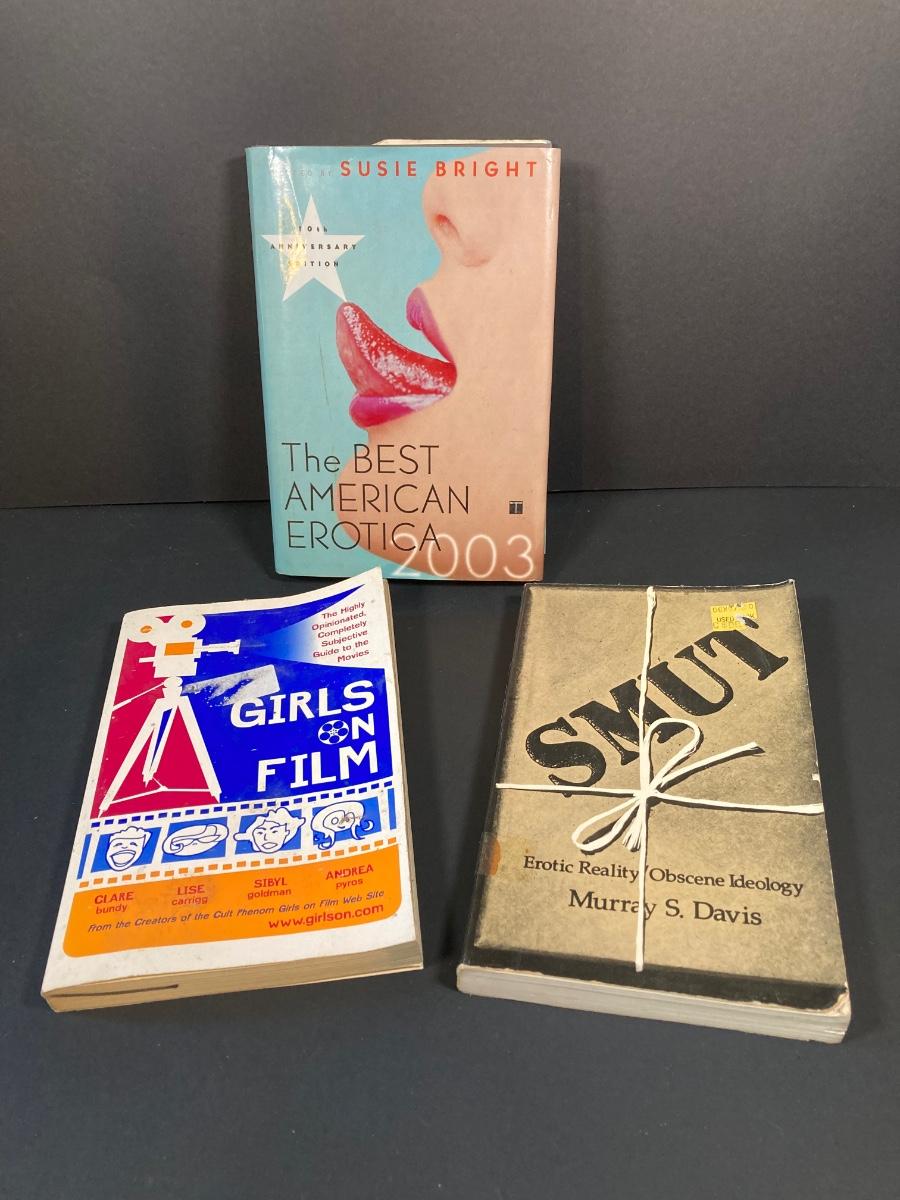 EDITED BY SUSIE BRIGHT
10th
ANNIVERSARY
EDITION
The BEST
AMERICAN
EROTICA
2003
The Highly
Opinionated,
Completely
Subjective
Guide to the
Movies
GIRLS
ON
FILM
CLARE
bundy
LISE
carrigg
SIBYL
goldman
ANDREA
pyros
From the Creators of the Cult Phenom Girls on Film Web Site
www.girlson.com
USED
SMUT
Erotic Reality/Obscene Ideology
Murray S. Davis